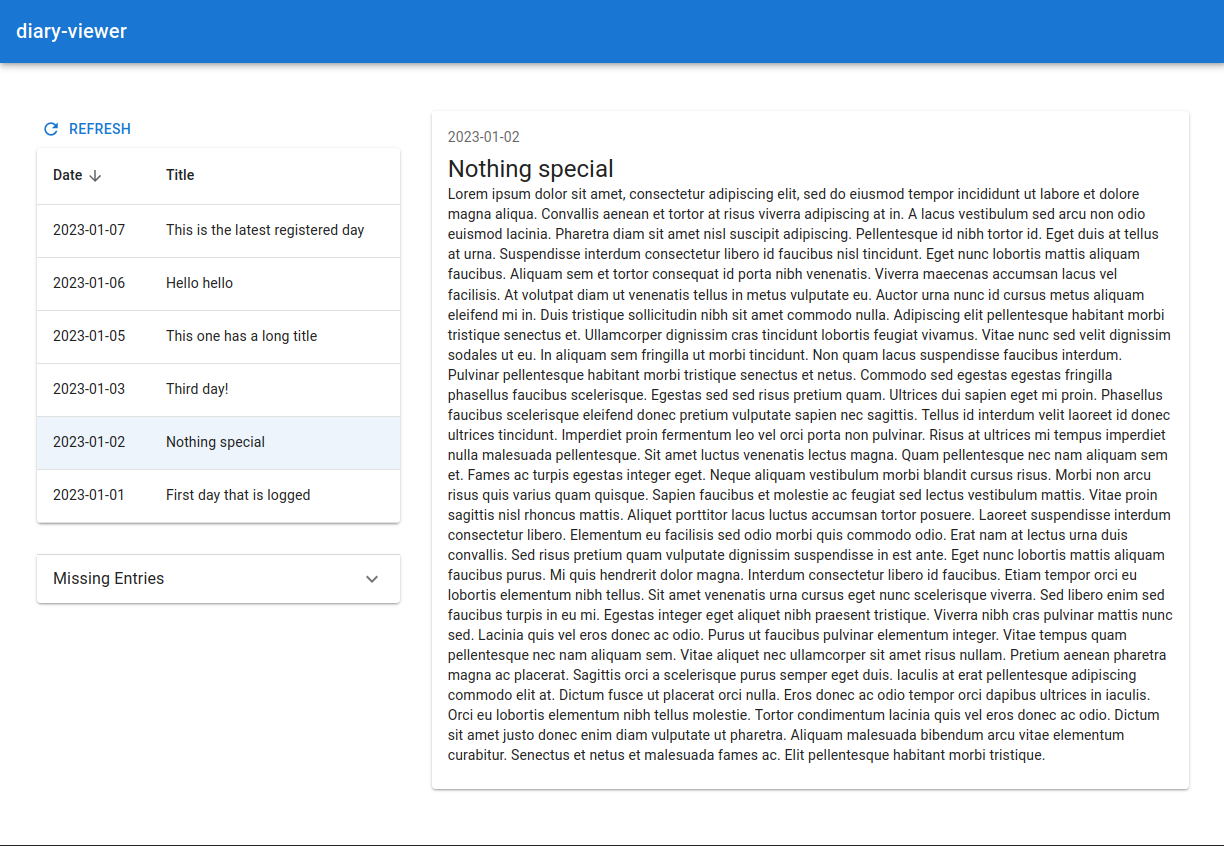 diary-viewer
REFRESH
Date Title
2023-01-07 This is the latest registered day
2023-01-06 Hello hello
2023-01-05 This one has a long title
2023-01-03 Third day!
2023-01-02 Nothing special
2023-01-01 First day that is logged
Missing Entries
2023-01-02
Nothing special
Lorem ipsum dolor sit amet, consectetur adipiscing elit, sed do eiusmod tempor incididunt ut labore et dolore
magna aliqua. Convallis aenean et tortor at risus viverra adipiscing at in. A lacus vestibulum sed arcu non odio
euismod lacinia. Pharetra diam sit amet nisl suscipit adipiscing. Pellentesque id nibh tortor id. Eget duis at tellus
at urna. Suspendisse interdum consectetur libero id faucibus nisl tincidunt. Eget nunc lobortis mattis aliquam
faucibus. Aliquam sem et tortor consequat id porta nibh venenatis. Viverra maecenas accumsan lacus vel
facilisis. At volutpat diam ut venenatis tellus in metus vulputate eu. Auctor urna nunc id cursus metus aliquam
eleifend mi in. Duis tristique sollicitudin nibh sit amet commodo nulla. Adipiscing elit pellentesque habitant morbi
tristique senectus et. Ullamcorper dignissim cras tincidunt lobortis feugiat vivamus. Vitae nunc sed velit dignissim
sodales ut eu. In aliquam sem fringilla ut morbi tincidunt. Non quam lacus suspendisse faucibus interdum.
Pulvinar pellentesque habitant morbi tristique senectus et netus. Commodo sed egestas egestas fringilla
phasellus faucibus scelerisque. Egestas sed sed risus pretium quam. Ultrices dui sapien eget mi proin. Phasellus
faucibus scelerisque eleifend donec pretium vulputate sapien nec sagittis. Tellus id interdum velit laoreet id donec
ultrices tincidunt. Imperdiet proin fermentum leo vel orci porta non pulvinar. Risus at ultrices mi tempus imperdiet
nulla malesuada pellentesque. Sit amet luctus venenatis lectus magna. Quam pellentesque nec nam aliquam sem
et. Fames ac turpis egestas integer eget. Neque aliquam vestibulum morbi blandit cursus risus. Morbi non arcu
risus quis varius quam quisque. Sapien faucibus et molestie ac feugiat sed lectus vestibulum mattis. Vitae proin
sagittis nisl rhoncus mattis. Aliquet porttitor lacus luctus accumsan tortor posuere. Laoreet suspendisse interdum
consectetur libero. Elementum eu facilisis sed odio morbi quis commodo odio. Erat nam at lectus urna duis
convallis. Sed risus pretium quam vulputate dignissim suspendisse in est ante. Eget nunc lobortis mattis aliquam
faucibus purus. Mi quis hendrerit dolor magna. Interdum consectetur libero id faucibus. Etiam tempor orci eu
lobortis elementum nibh tellus. Sit amet venenatis urna cursus eget nunc scelerisque viverra. Sed libero enim sed
faucibus turpis in eu mi. Egestas integer eget aliquet nibh praesent tristique. Viverra nibh cras pulvinar mattis nunc
sed. Lacinia quis vel eros donec ac odio. Purus ut faucibus pulvinar elementum integer. Vitae tempus quam
pellentesque nec nam aliquam sem. Vitae aliquet nec ullamcorper sit amet risus nullam. Pretium aenean pharetra
magna ac placerat. Sagittis orci a scelerisque purus semper eget duis. Iaculis at erat pellentesque adipiscing
commodo elit at. Dictum fusce ut placerat orci nulla. Eros donec ac odio tempor orci dapibus ultrices in iaculis.
Orci eu lobortis elementum nibh tellus molestie. Tortor condimentum lacinia quis vel eros donec ac odio. Dictum
sit amet justo donec enim diam vulputate ut pharetra. Aliquam malesuada bibendum arcu vitae elementum
curabitur. Senectus et netus et malesuada fames ac. Elit pellentesque habitant morbi tristique.